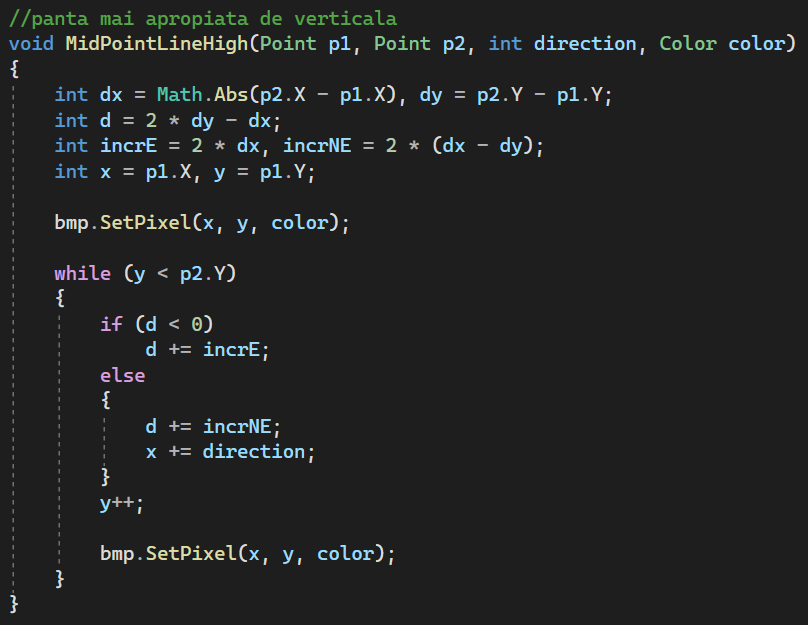 //panta mai apropiata de verticala
void MidPointLineHigh(Point p1, Point p2, int direction, Color color)
{
    int dx = Math.Abs(p2.X - p1.X), dy = p2.Y - p1.Y;
    int d = 2 * dy - dx;
    int incrE = 2 * dx, incrNE = 2 * (dx - dy);
    int x = p1.X, y = p1.Y;

    bmp.SetPixel(x, y, color);

    while (y < p2.Y)
    {
        if (d < 0)
            d += incrE;
        else
        {
            d += incrNE;
            x += direction;
        }
        y++;

        bmp.SetPixel(x, y, color);
    }
}